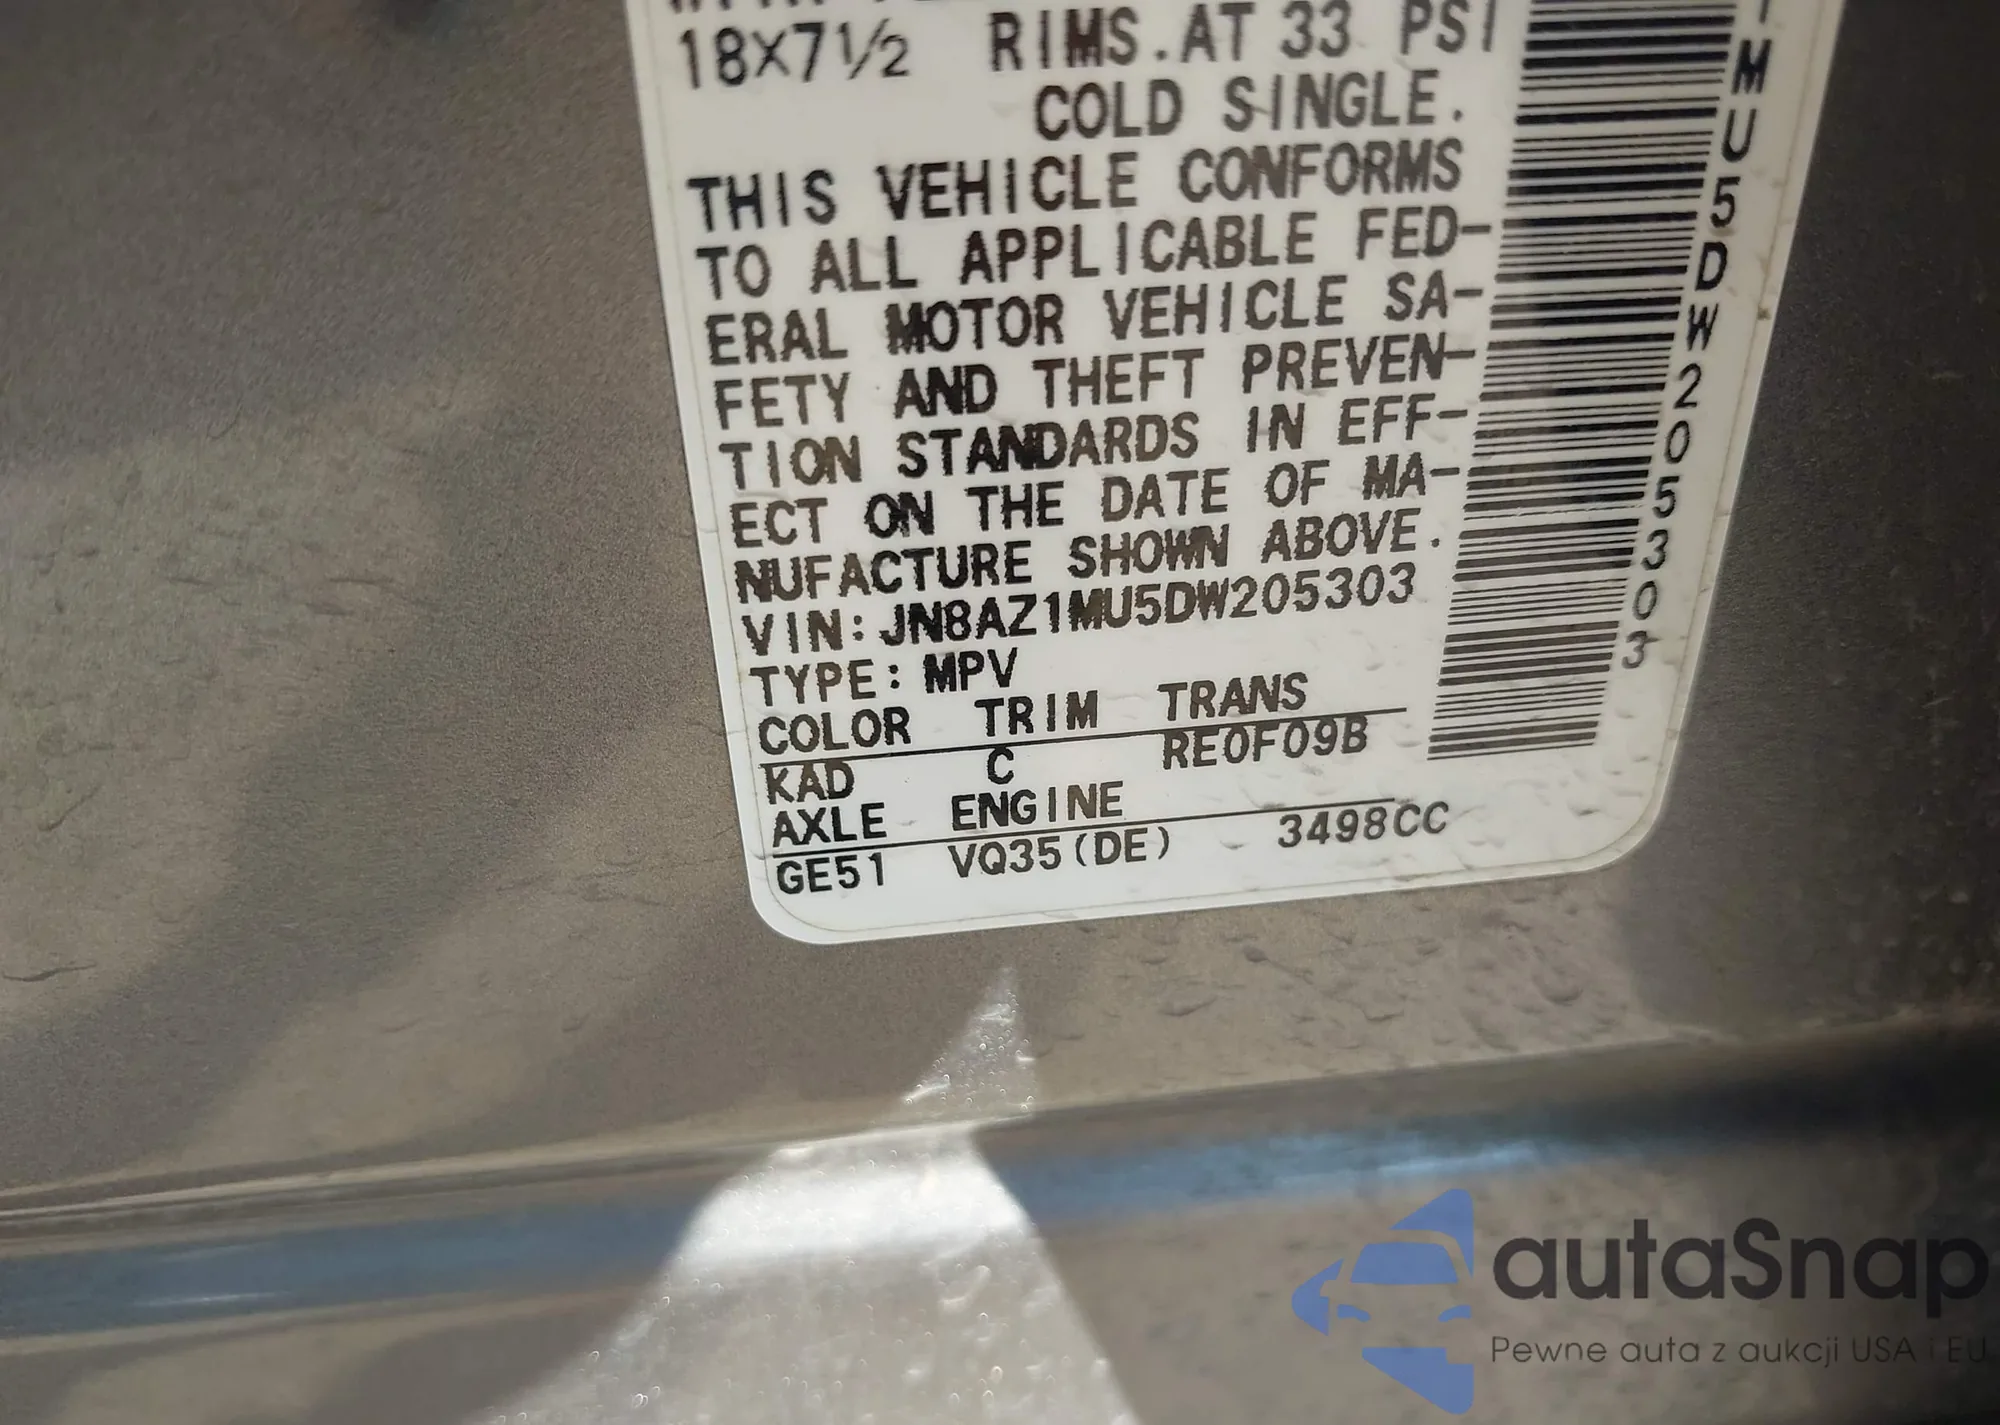 18X7½ RIMS.AT 33 PSI
COLD SINGLE.
THIS VEHICLE CONFORMS
TO ALL APPLICABLE FED-
ERAL MOTOR VEHICLE SA-
FETY AND THEFT PREVEN-
TION STANDARDS IN EFF-
ECT ON THE DATE OF MA-
NUFACTURE SHOWN ABOVE.
VIN: JN8AZ1MU5DW205303
TYPE: MPV
COLOR TRIM TRANS
KAD C RE0F09B
AXLE ENGINE
GE51 VQ35(DE) 3498CC
1MU5DW205303
autaSnap
Pewne auta z aukcji USA i EU